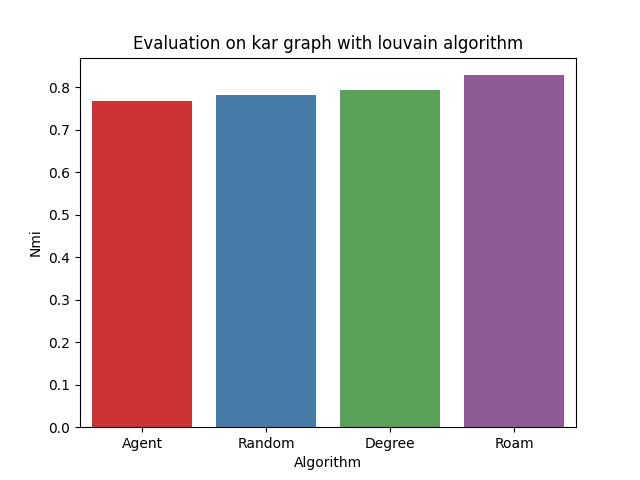 Evaluation on kar graph with louvain algorithm
0.8
0.7
0.6
0.5
0.4
0.3
0.2
0.1
0.0
Nmi
Agent
Random
Degree
Roam
Algorithm